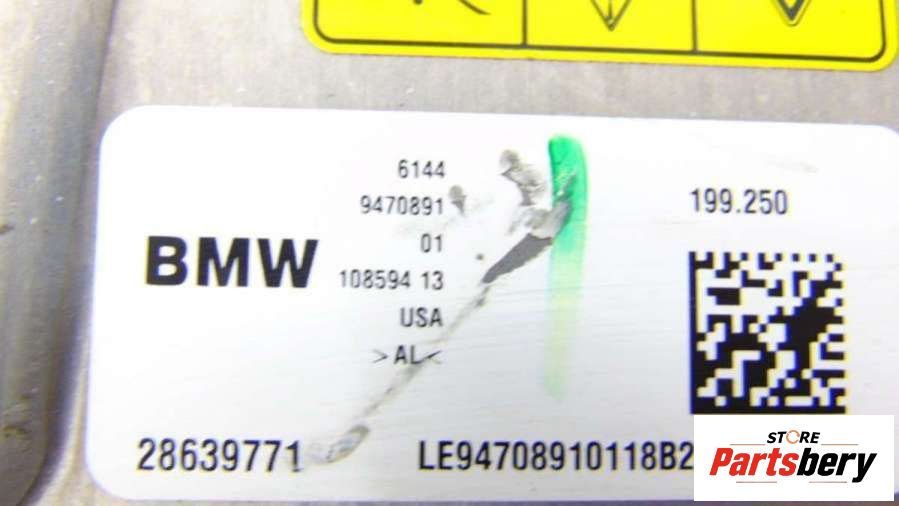 6144
9470891
01
BMW
108594 13
USA
>AL<
199.250
28639771
LE94708910118B2
STORE
Partsbery